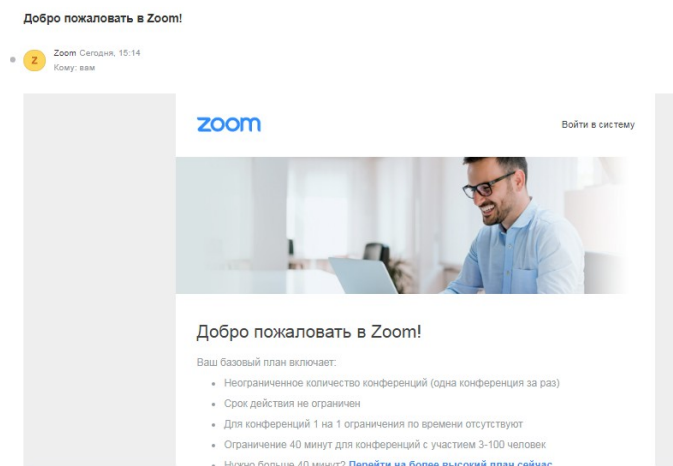 Добро пожаловать в Zoom!
Z
Zoom Сегодня, 15:14
Кому: вам
zoom
Войти в систему
Добро пожаловать в Zoom!
Ваш базовый план включает:
Неограниченное количество конференций (одна конференция за раз)
Срок действия не ограничен
Для конференций 1 на 1 ограничения по времени отсутствуют
Ограничение 40 минут для конференций с участием 3-100 человек
Нужно больше 40 минут? Перейти на более высокий план сейчас